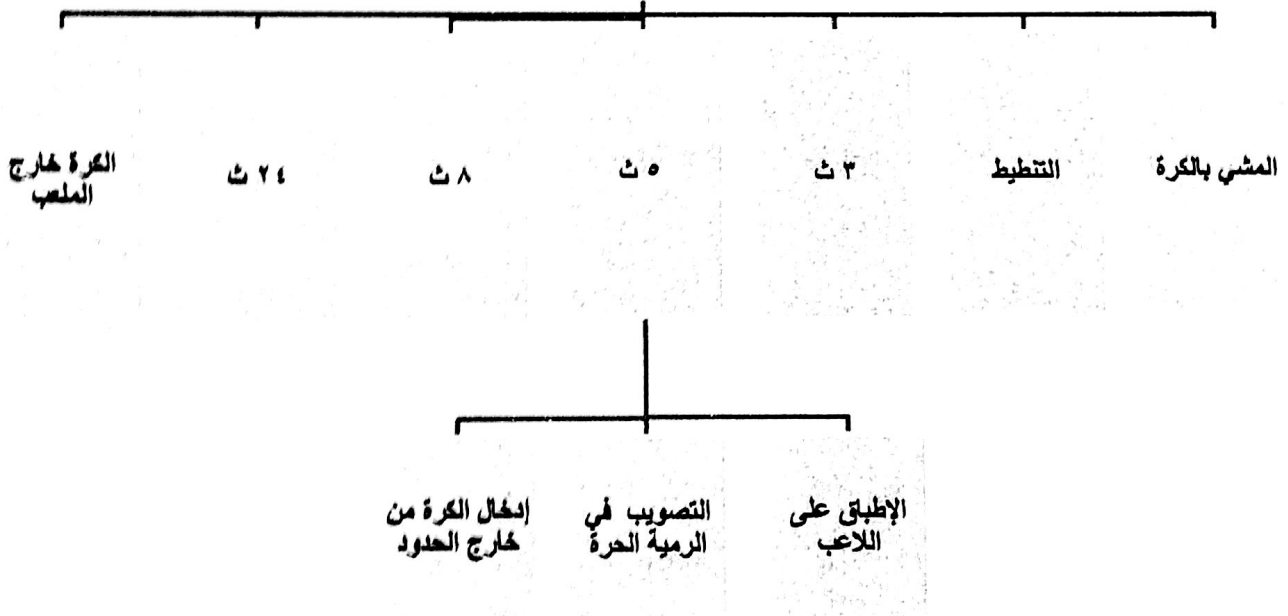 المشي بالكرة
التنطيط
٣ ث
٥ ث
٨ ث
٢٤ ث
الكرة خارج
الملعب
الإطباق على
اللاعب
التصويب في
الرمية الحرة
إدخال الكرة من
خارج الحدود